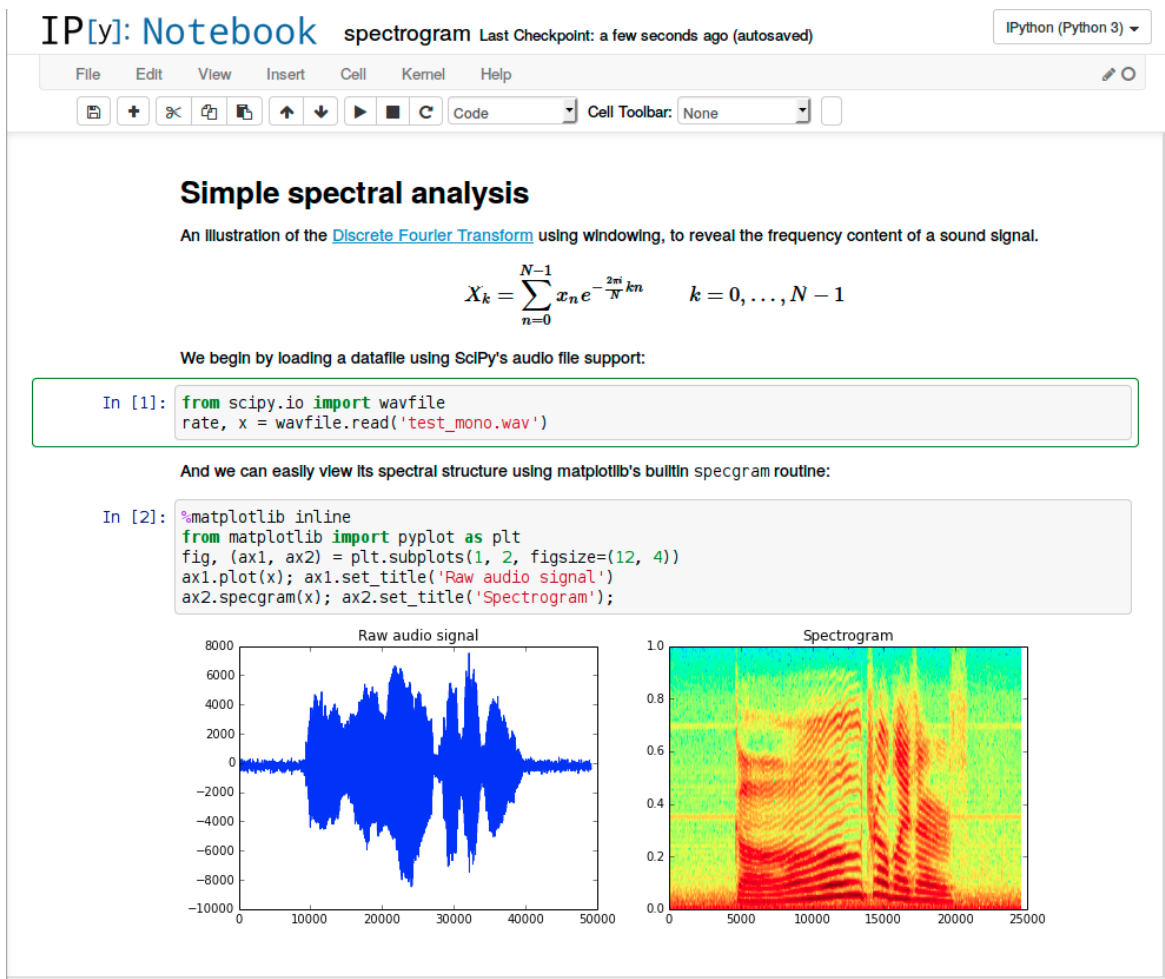 IP[y]: Notebook spectrogram Last Checkpoint: a few seconds ago (autosaved) IPython (Python 3)
File Edit View Insert Cell Kernel Help
Code Cell Toolbar: None
Simple spectral analysis
An illustration of the Discrete Fourier Transform using windowing, to reveal the frequency content of a sound signal.
X_k = \sum_{n=0}^{N-1} x_n e^{-\frac{2\pi i}{N} kn} k = 0, . . . , N − 1
We begin by loading a datafile using SciPy's audio file support:
In [1]: from scipy.io import wavfile
rate, x = wavfile.read('test_mono.wav')
And we can easily view its spectral structure using matplotlib's builtin specgram routine:
In [2]: %matplotlib inline
from matplotlib import pyplot as plt
fig, (ax1, ax2) = plt.subplots(1, 2, figsize=(12, 4))
ax1.plot(x); ax1.set_title('Raw audio signal')
ax2.specgram(x); ax2.set_title('Spectrogram');
Raw audio signal
8000
6000
4000
2000
0
−2000
−4000
−6000
−8000
−10000
0 10000 20000 30000 40000 50000
Spectrogram
1.0
0.8
0.6
0.4
0.2
0.0
0 5000 10000 15000 20000 25000